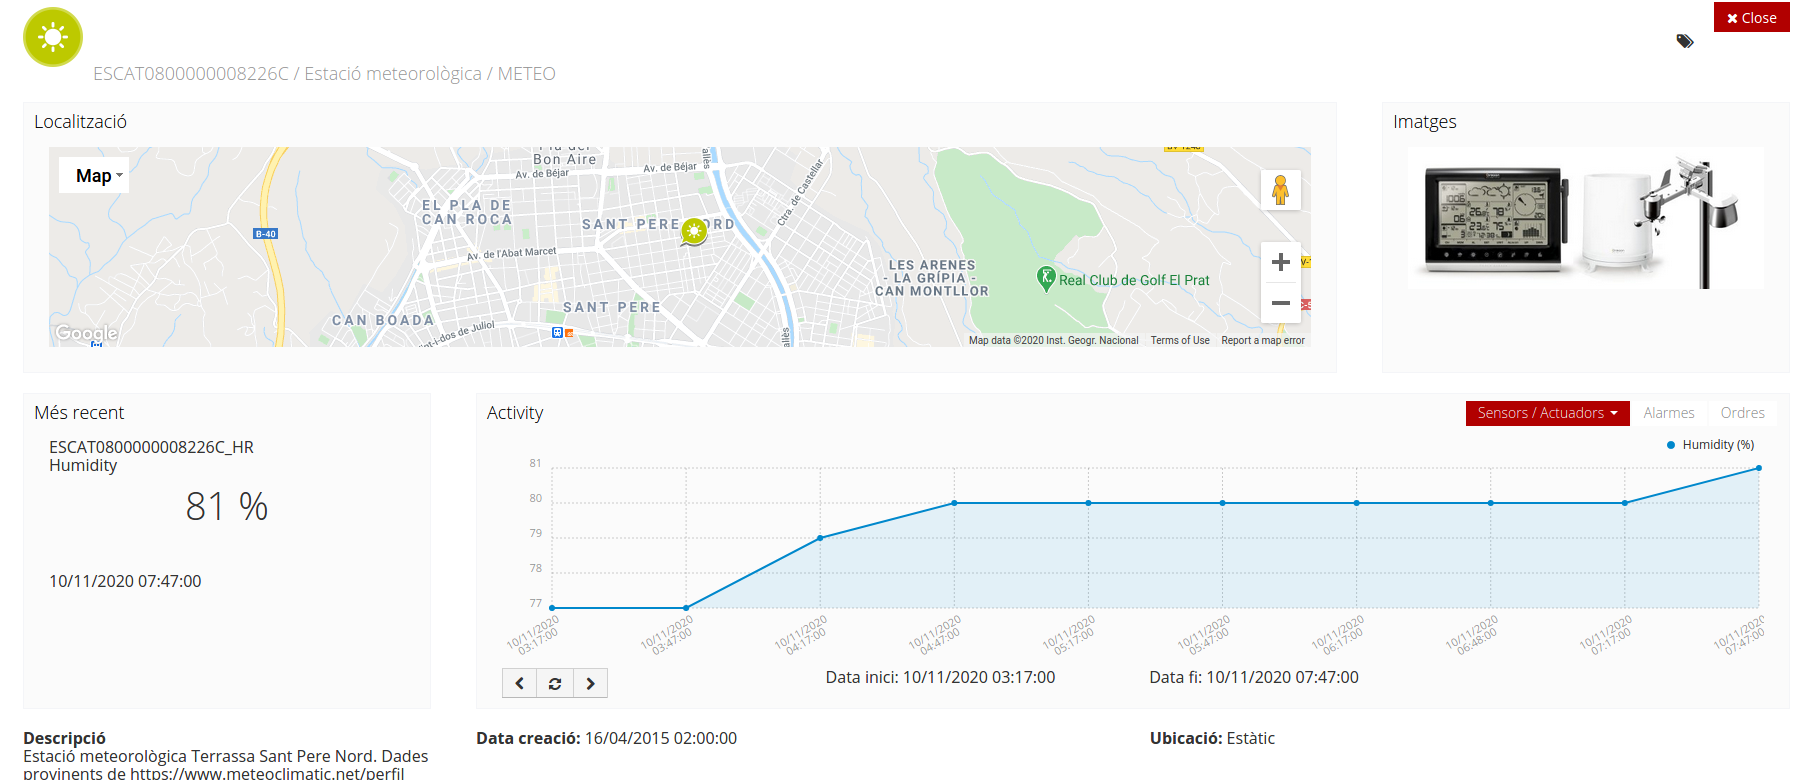 Close
ESCAT0800000008226C / Estació meteorològica / METEO
Localització
Imatges
Map
Bon Aire
Av. de Béjar
Av. de Béjar
EL PLA DE
CAN ROCA
SANT PERE NORD
Ctra. de Castellar
B-40
Av. de l'Abat Marcet
LES ARENES
- LA GRÍPIA -
CAN MONTLLOR
Real Club de Golf El Prat
SANT PERE
CAN BOADA
Google
Map data ©2020 Inst. Geogr. Nacional
Terms of Use
Report a map error
Més recent
ESCAT0800000008226C_HR
Humidity
81 %
10/11/2020 07:47:00
Activity
Sensors / Actuadors
Alarmes
Ordres
Humidity (%)
81
80
79
78
77
10/11/2020
03:17:00
10/11/2020
03:47:00
10/11/2020
04:17:00
10/11/2020
04:47:00
10/11/2020
05:17:00
10/11/2020
05:47:00
10/11/2020
06:17:00
10/11/2020
06:48:00
10/11/2020
07:17:00
10/11/2020
07:47:00
Data inici: 10/11/2020 03:17:00
Data fi: 10/11/2020 07:47:00
Descripció
Estació meteorològica Terrassa Sant Pere Nord. Dades
provinents de https://www.meteoclimatic.net/perfil
Data creació: 16/04/2015 02:00:00
Ubicació: Estàtic